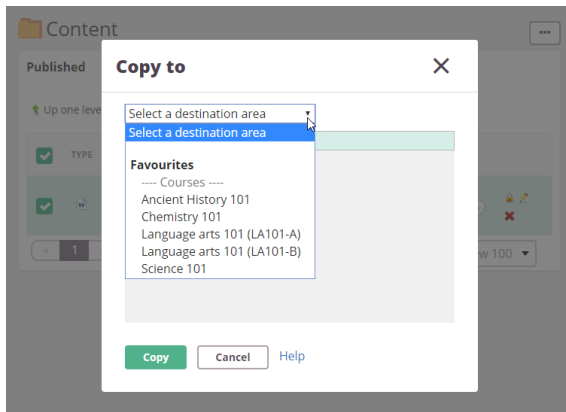 Content
Published
Copy to
Up one leve
Select a destination area
Select a destination area
TYPE
Favourites
---- Courses ----
Ancient History 101
Chemistry 101
Language arts 101 (LA101-A)
Language arts 101 (LA101-B)
Science 101
« 1
w 100
Copy Cancel Help